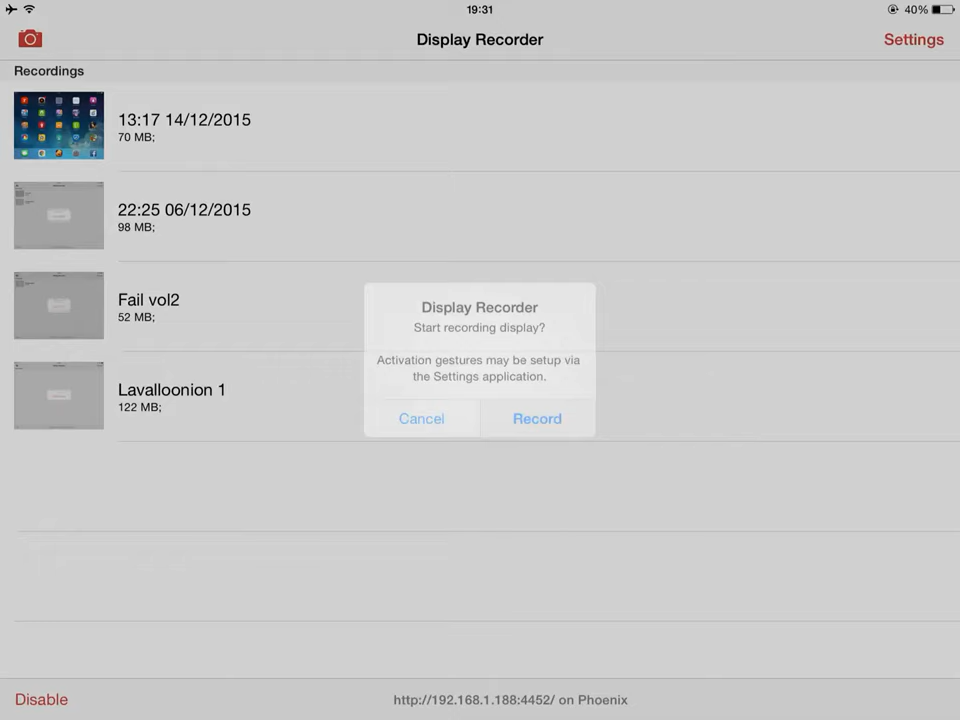 19:31
40%
Display Recorder
Settings
Recordings
13:17 14/12/2015
70 MB;
22:25 06/12/2015
98 MB;
Fail vol2
52 MB;
Lavalloonion 1
122 MB;
Display Recorder
Start recording display?
Activation gestures may be setup via
the Settings application.
Cancel
Record
Disable
http://192.168.1.188:4452/ on Phoenix